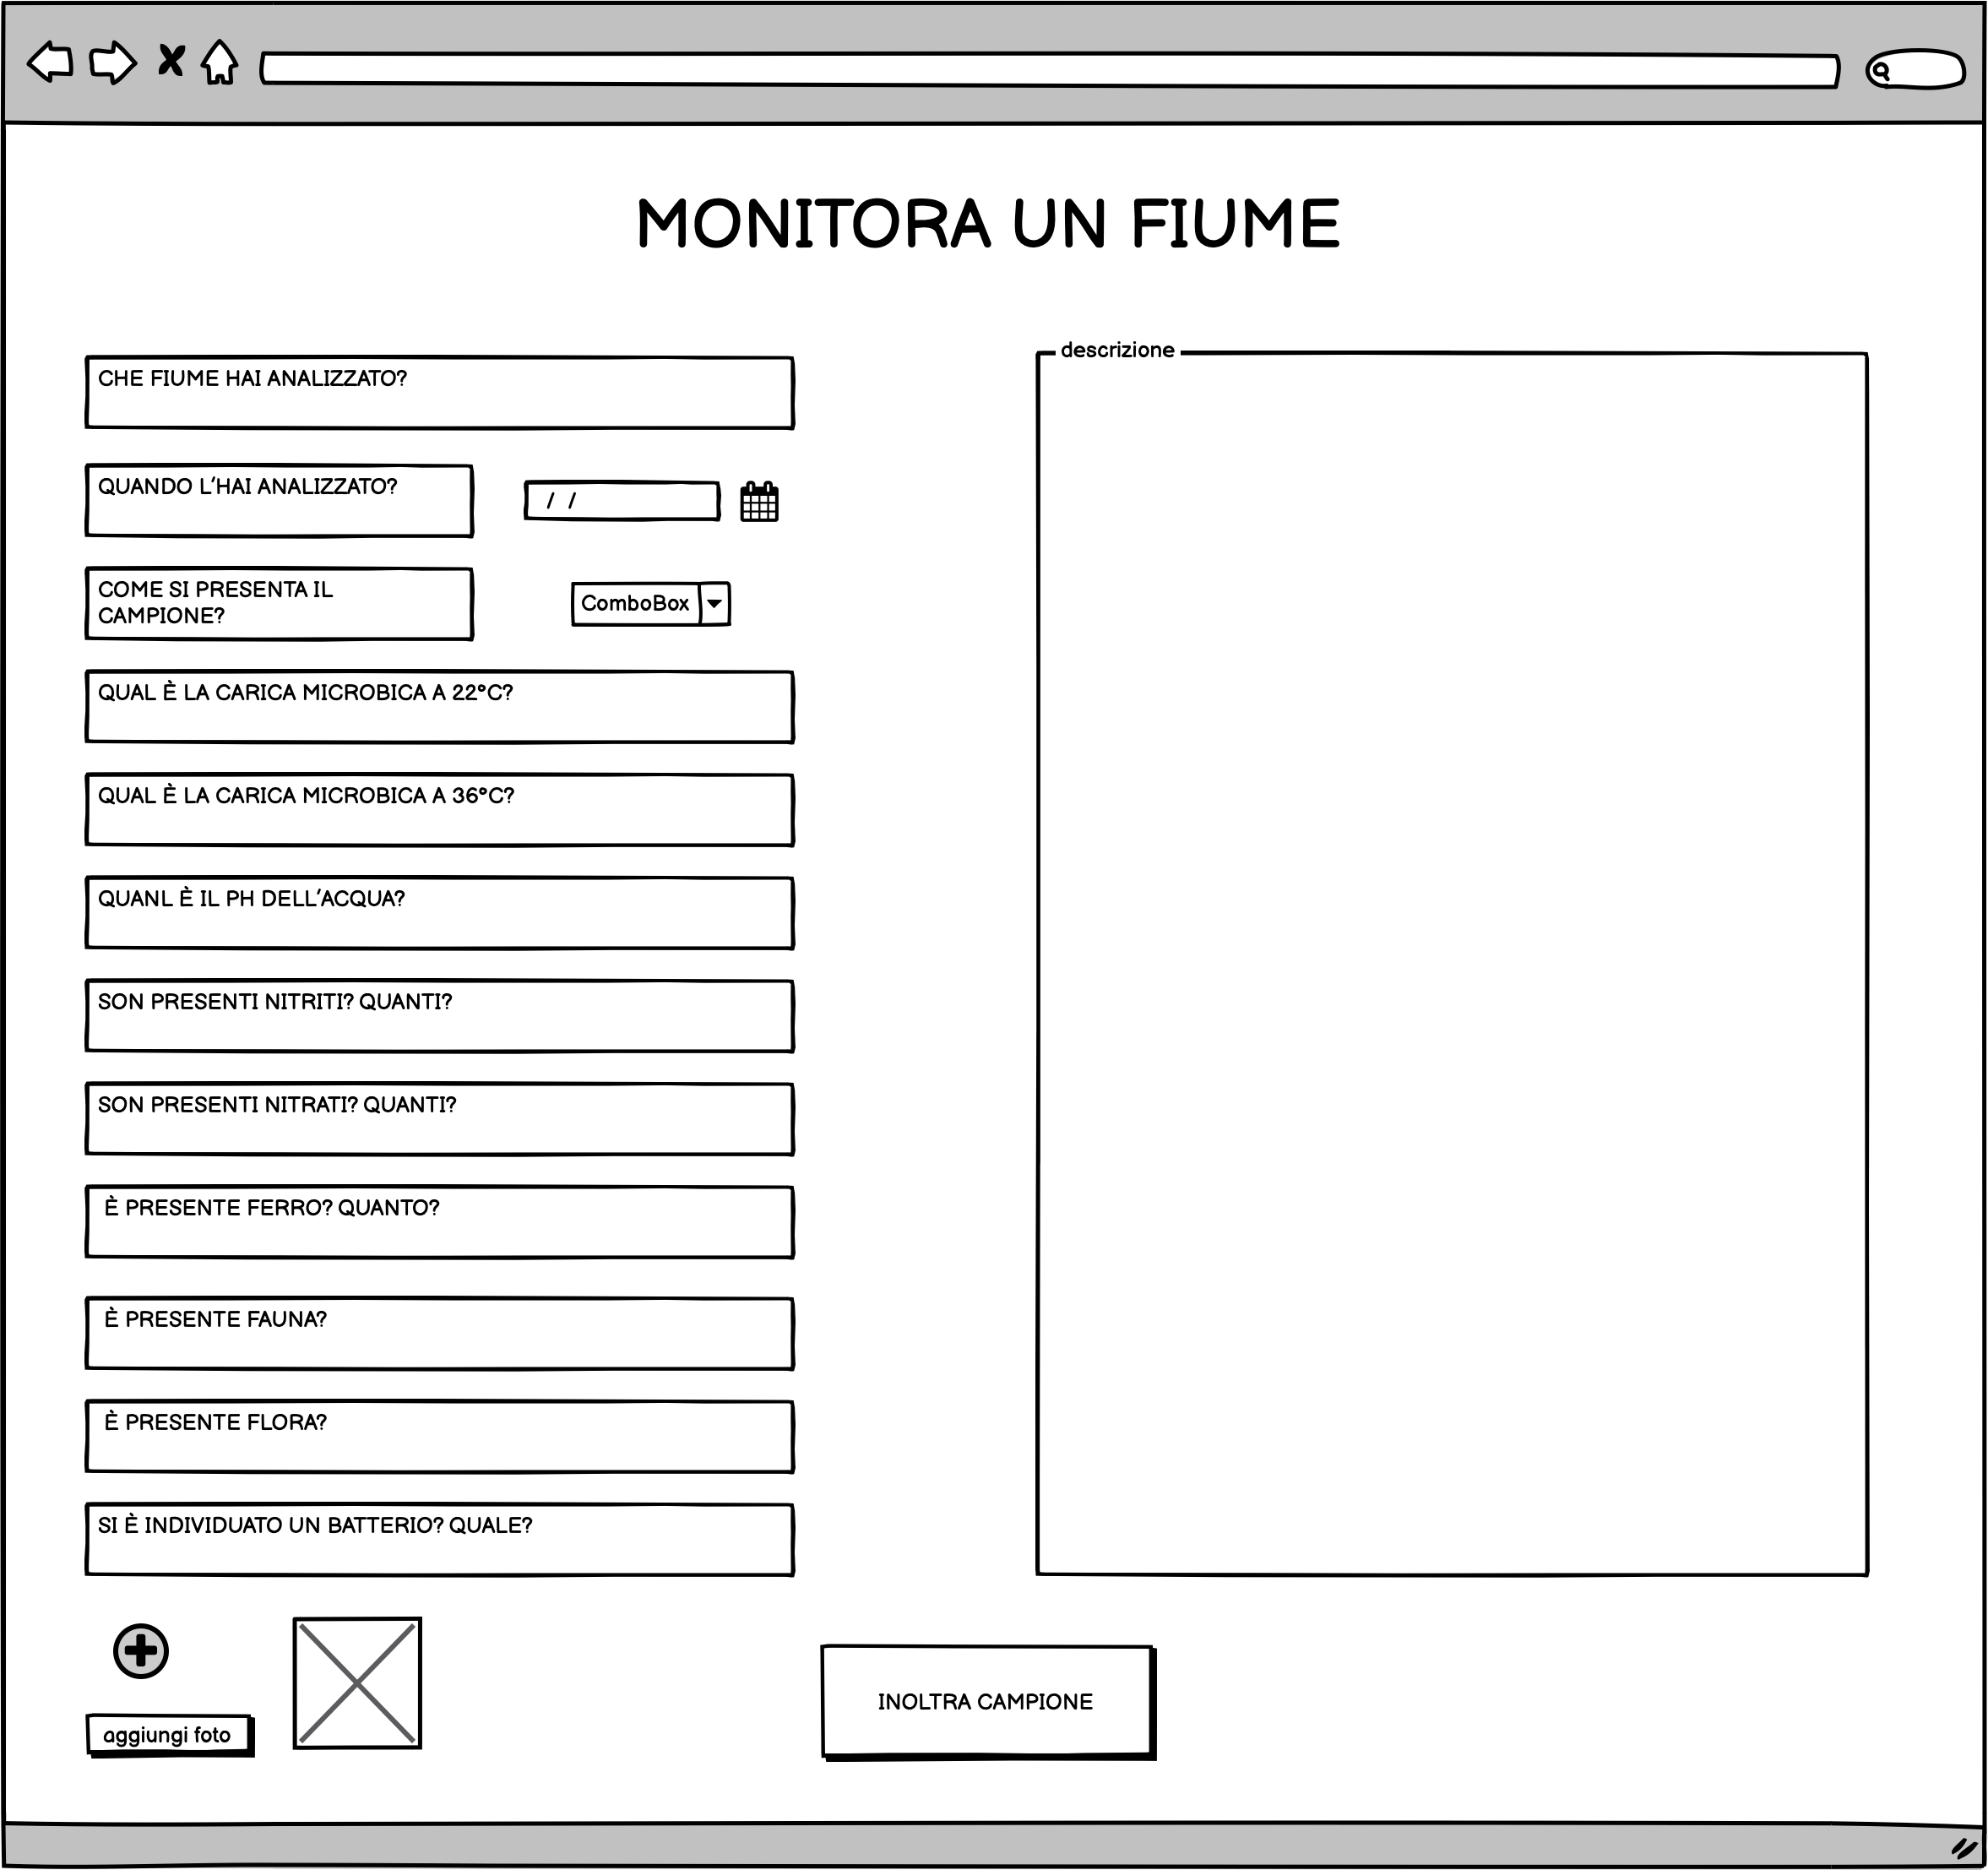 MONITORA UN FIUME
CHE FIUME HAI ANALIZZATO?
descrizione
QUANDO L'HAI ANALIZZATO?
/ /
COME SI PRESENTA IL
CAMPIONE?
ComboBox
QUAL È LA CARICA MICROBICA A 22°C?
QUAL È LA CARICA MICROBICA A 36°C?
QUANL È IL PH DELL'ACQUA?
SON PRESENTI NITRITI? QUANTI?
SON PRESENTI NITRATI? QUANTI?
È PRESENTE FERRO? QUANTO?
È PRESENTE FAUNA?
È PRESENTE FLORA?
SI È INDIVIDUATO UN BATTERIO? QUALE?
aggiungi foto
INOLTRA CAMPIONE